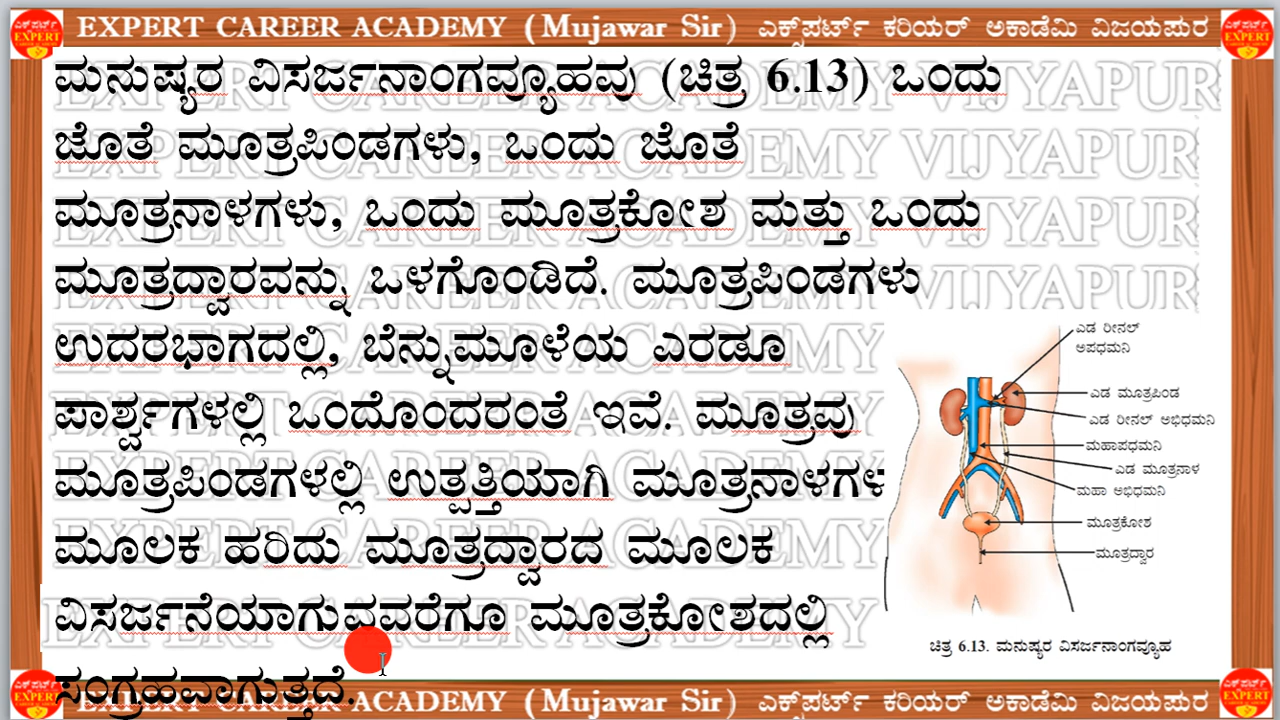 EXPERT CAREER ACADEMY (Mujawar Sir) ಎಕ್ಸ್‌ಪರ್ಟ್ ಕರಿಯರ್ ಅಕಾಡೆಮಿ ವಿಜಯಪುರ
ಮನುಷ್ಯರ ವಿಸರ್ಜನಾಂಗವ್ಯೂಹವು (ಚಿತ್ರ 6.13) ಒಂದು
ಜೊತೆ ಮೂತ್ರಪಿಂಡಗಳು, ಒಂದು ಜೊತೆ
ಮೂತ್ರನಾಳಗಳು, ಒಂದು ಮೂತ್ರಕೋಶ ಮತ್ತು ಒಂದು
ಮೂತ್ರದ್ವಾರವನ್ನು ಒಳಗೊಂಡಿದೆ. ಮೂತ್ರಪಿಂಡಗಳು
ಉದರಭಾಗದಲ್ಲಿ, ಬೆನ್ನುಮೂಳೆಯ ಎರಡೂ
ಪಾರ್ಶ್ವಗಳಲ್ಲಿ ಒಂದೊಂದರಂತೆ ಇವೆ. ಮೂತ್ರವು
ಮೂತ್ರಪಿಂಡಗಳಲ್ಲಿ ಉತ್ಪತ್ತಿಯಾಗಿ ಮೂತ್ರನಾಳಗಳ
ಮೂಲಕ ಹರಿದು ಮೂತ್ರದ್ವಾರದ ಮೂಲಕ
ವಿಸರ್ಜನೆಯಾಗುವವರೆಗೂ ಮೂತ್ರಕೋಶದಲ್ಲಿ
ಸಂಗ್ರಹವಾಗುತ್ತದೆ.
ಎಡ ರೀನಲ್
ಅಪಧಮನಿ
ಎಡ ಮೂತ್ರಪಿಂಡ
ಎಡ ರೀನಲ್ ಅಭಿಧಮನಿ
ಮಹಾಪಧಮನಿ
ಎಡ ಮೂತ್ರನಾಳ
ಮಹಾ ಅಭಿಧಮನಿ
ಮೂತ್ರಕೋಶ
ಮೂತ್ರದ್ವಾರ
ಚಿತ್ರ 6.13. ಮನುಷ್ಯರ ವಿಸರ್ಜನಾಂಗವ್ಯೂಹ
ACADEMY (Mujawar Sir) ಎಕ್ಸ್‌ಪರ್ಟ್ ಕರಿಯರ್ ಅಕಾಡೆಮಿ ವಿಜಯಪುರ